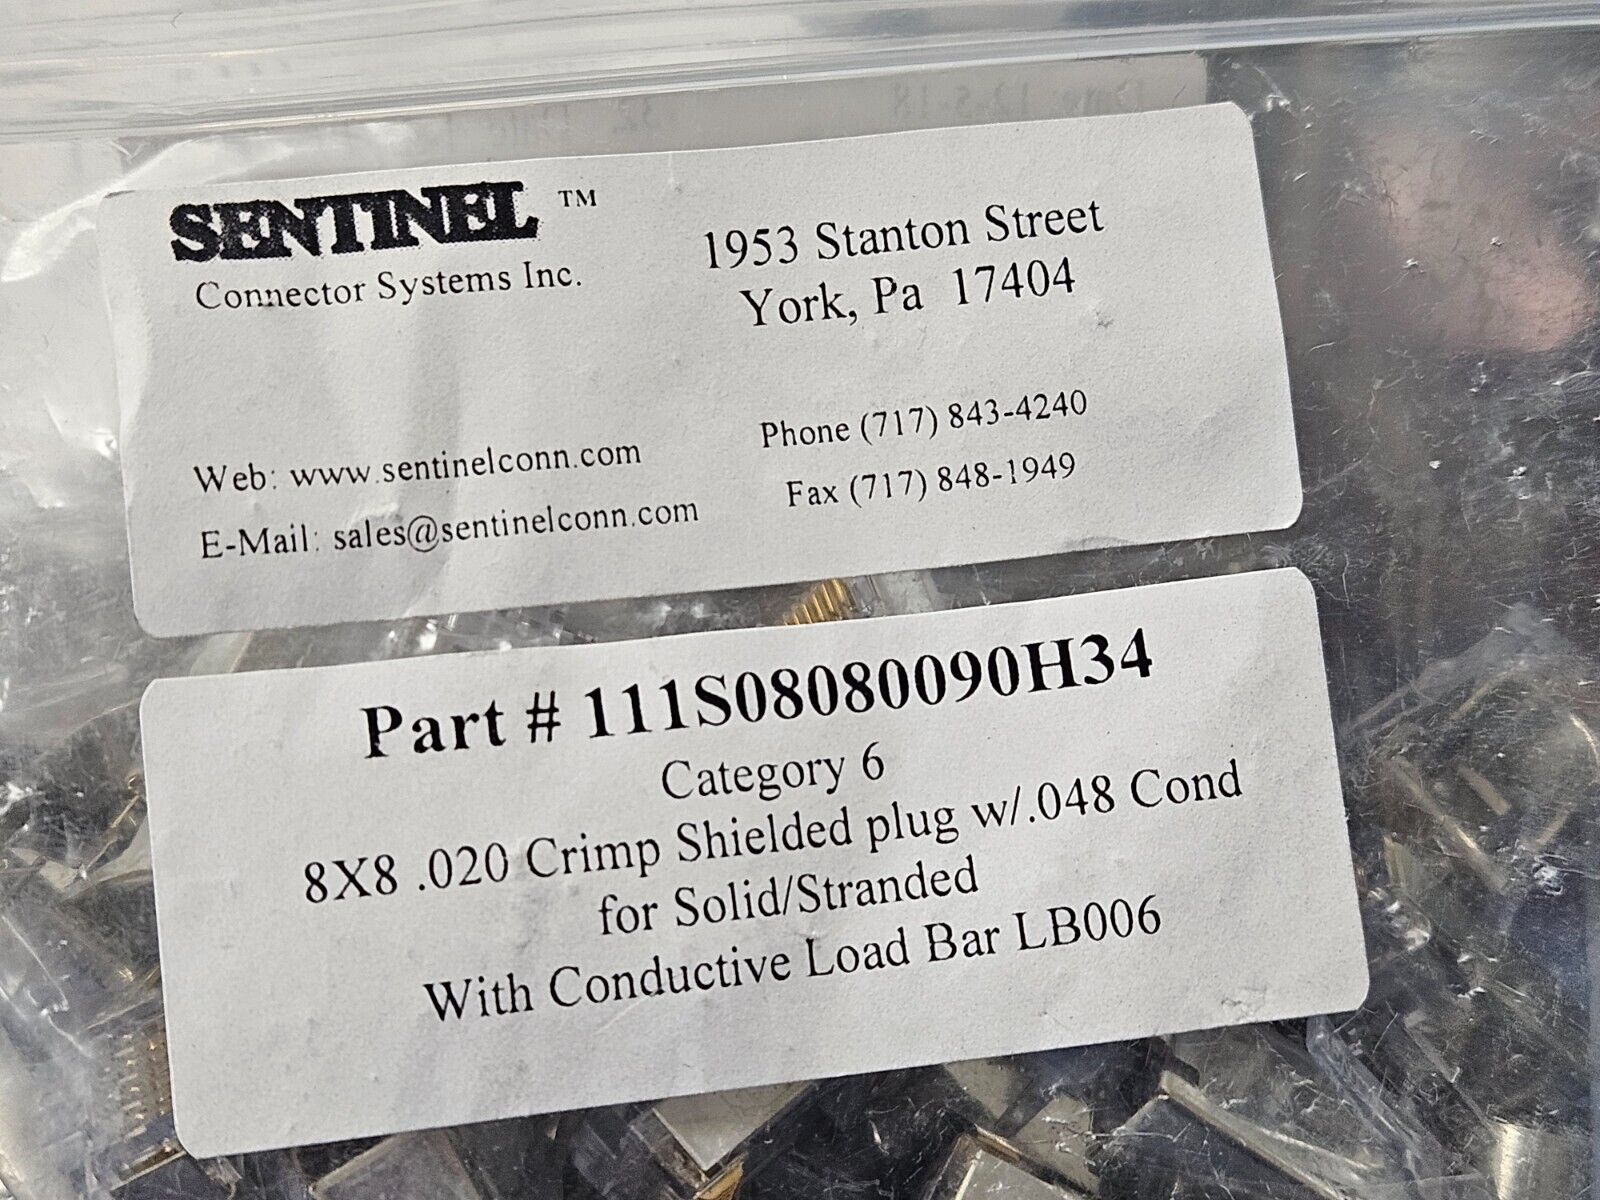 SENTINEL ™
Connector Systems Inc.
1953 Stanton Street
York, Pa 17404
Web: www.sentinelconn.com
E-Mail: sales@sentinelconn.com
Phone (717) 843-4240
Fax (717) 848-1949
Part # 111S08080090H34
Category 6
8X8 .020 Crimp Shielded plug w/.048 Cond
for Solid/Stranded
With Conductive Load Bar LB006